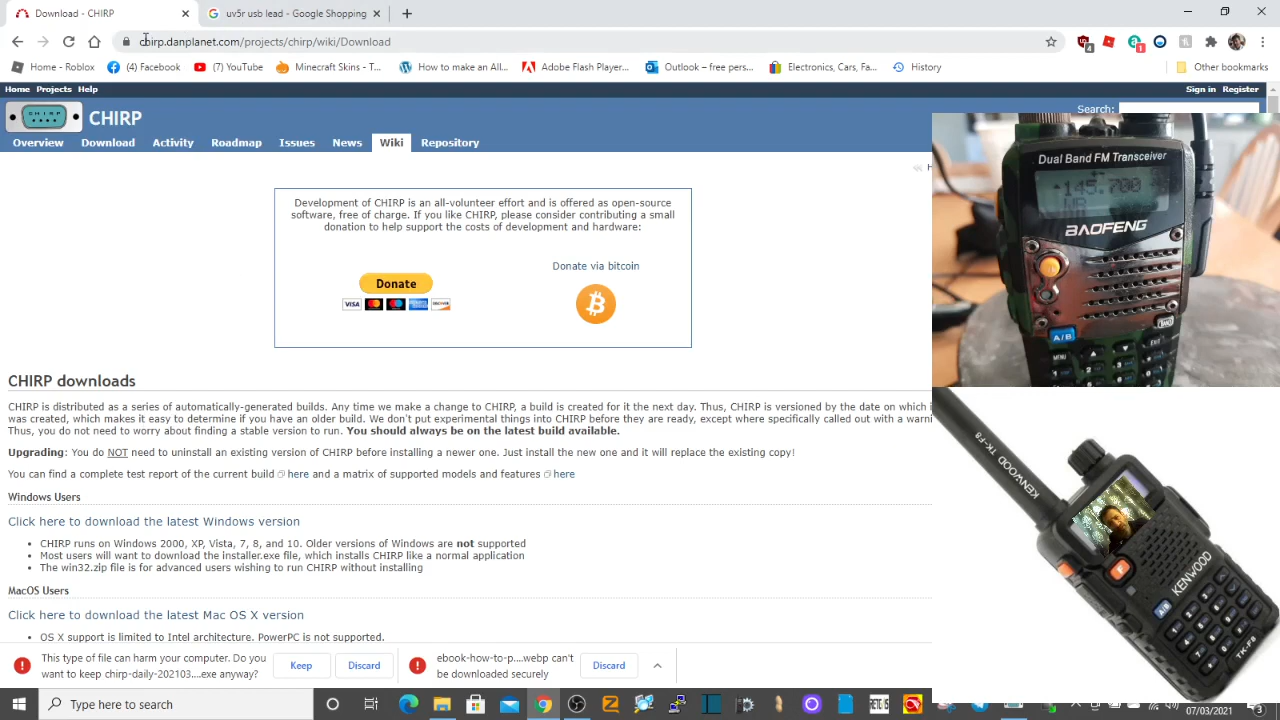 Download - CHIRP
uv5r usb lead - Google Shopping
chirp.danplanet.com/projects/chirp/wiki/Download
4
1
Home - Roblox
(4) Facebook
(7) YouTube
Minecraft Skins - T...
How to make an All...
Adobe Flash Player...
Outlook – free pers...
Electronics, Cars, Fa...
History
Other bookmarks
Home Projects Help
Sign in Register
CHIRP
CHIRP
Search:
Overview Download Activity Roadmap Issues News Wiki Repository
Development of CHIRP is an all-volunteer effort and is offered as open-source
software, free of charge. If you like CHIRP, please consider contributing a small
donation to help support the costs of development and hardware:
Donate via bitcoin
Donate
VISA
CHIRP downloads
CHIRP is distributed as a series of automatically-generated builds. Any time we make a change to CHIRP, a build is created for it the next day. Thus, CHIRP is versioned by the date on which i
was created, which makes it easy to determine if you have an older build. We don't put experimental things into CHIRP before they are ready, except where specifically called out with a warni
Thus, you do not need to worry about finding a stable version to run. You should always be on the latest build available.
Upgrading: You do NOT need to uninstall an existing version of CHIRP before installing a newer one. Just install the new one and it will replace the existing copy!
You can find a complete test report of the current build here and a matrix of supported models and features here
Windows Users
Click here to download the latest Windows version
CHIRP runs on Windows 2000, XP, Vista, 7, 8, and 10. Older versions of Windows are not supported
Most users will want to download the installer.exe file, which installs CHIRP like a normal application
The win32.zip file is for advanced users wishing to run CHIRP without installing
MacOS Users
Click here to download the latest Mac OS X version
OS X support is limited to Intel architecture. PowerPC is not supported.
This type of file can harm your computer. Do you
want to keep chirp-daily-202103....exe anyway?
Keep
Discard
ebook-how-to-p....webp can't
be downloaded securely
Discard
Type here to search
07/03/2021
3
Dual Band FM Transceiver
145.700
BAOFENG
A/B
MENU
EXIT
KENWOOD TK-F8
F
KENWOOD
A/B
TK-F8